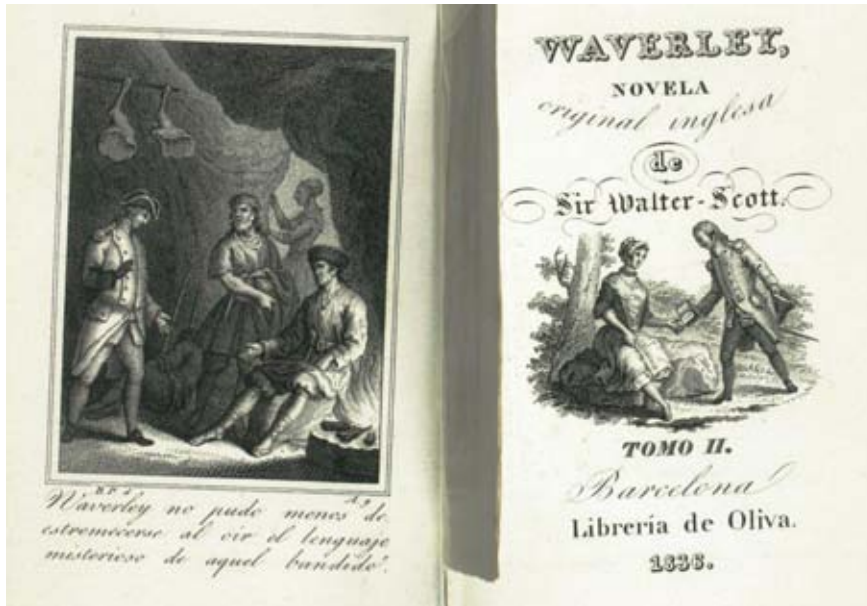 Waverley no pudo menos de
estremecerse al oir el lenguaje
misterioso de aquel bandido.
WAVERLEY,
NOVELA
original inglesa
de
Sir Walter-Scott.
TOMO II.
Barcelona
Librería de Oliva.
1836.